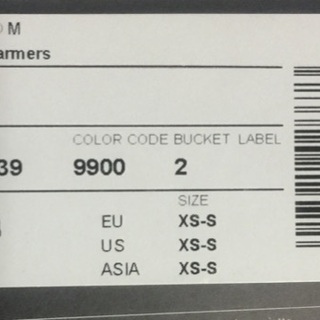 M
armers
COLOR CODE BUCKET LABEL
39 9900 2
SIZE
EU XS-S
US XS-S
ASIA XS-S